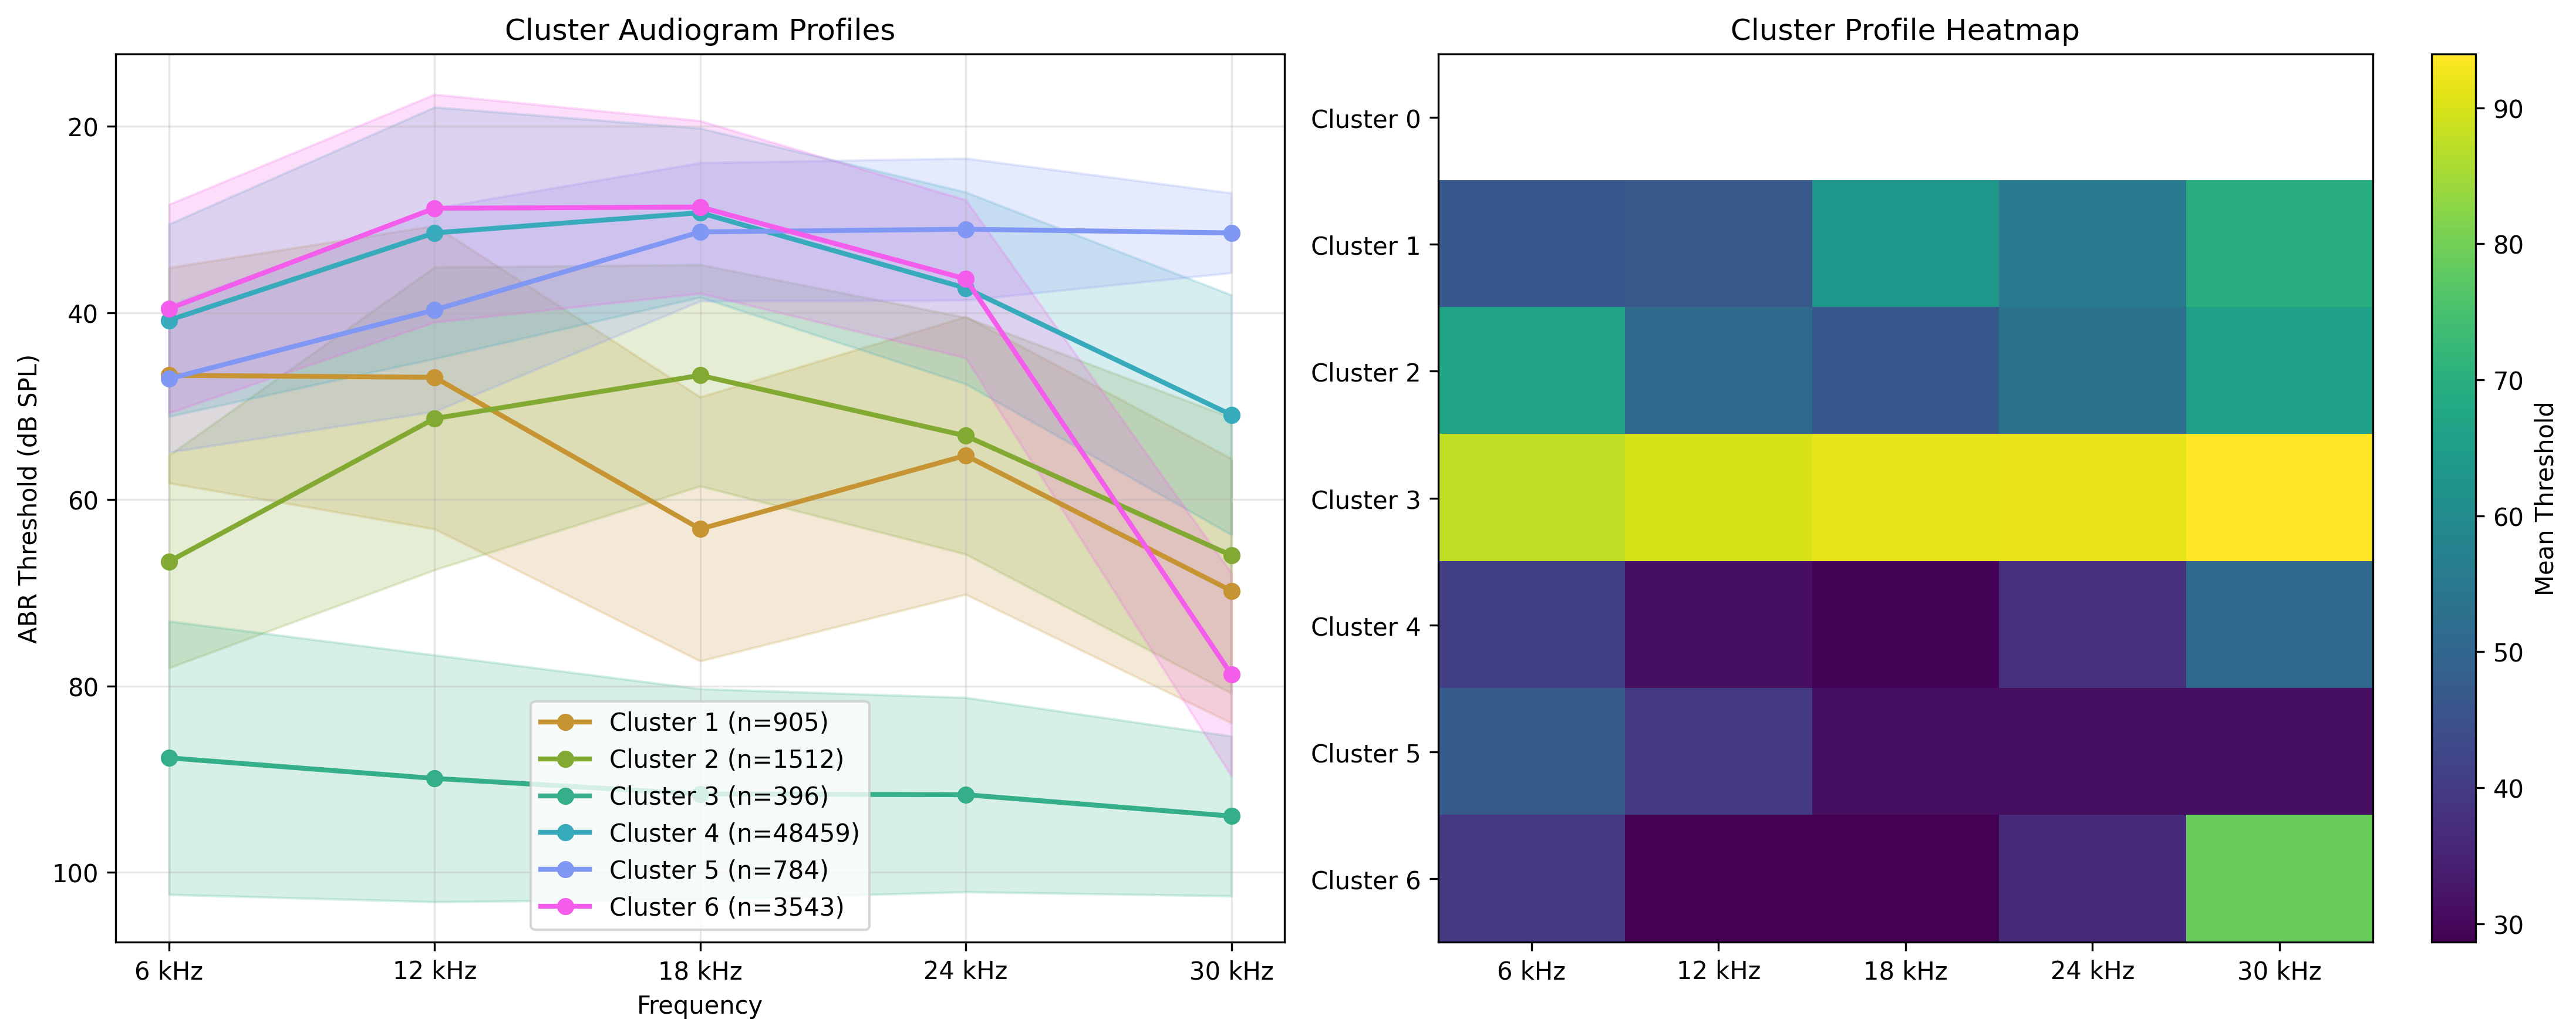 Cluster Audiogram Profiles
ABR Threshold (dB SPL)
20
40
60
80
100
Cluster 1 (n=905)
Cluster 2 (n=1512)
Cluster 3 (n=396)
Cluster 4 (n=48459)
Cluster 5 (n=784)
Cluster 6 (n=3543)
6 kHz 12 kHz 18 kHz 24 kHz 30 kHz
Frequency
Cluster Profile Heatmap
Cluster 0
Cluster 1
Cluster 2
Cluster 3
Cluster 4
Cluster 5
Cluster 6
6 kHz 12 kHz 18 kHz 24 kHz 30 kHz
90
80
70
60
50
40
30
Mean Threshold